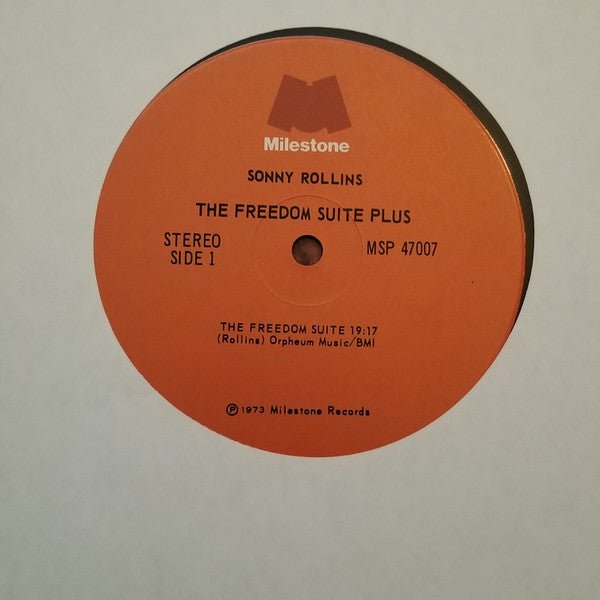 Milestone
SONNY ROLLINS
THE FREEDOM SUITE PLUS
STEREO
SIDE 1
MSP 47007
THE FREEDOM SUITE 19:17
(Rollins) Orpheum Music/BMI
℗ 1973 Milestone Records